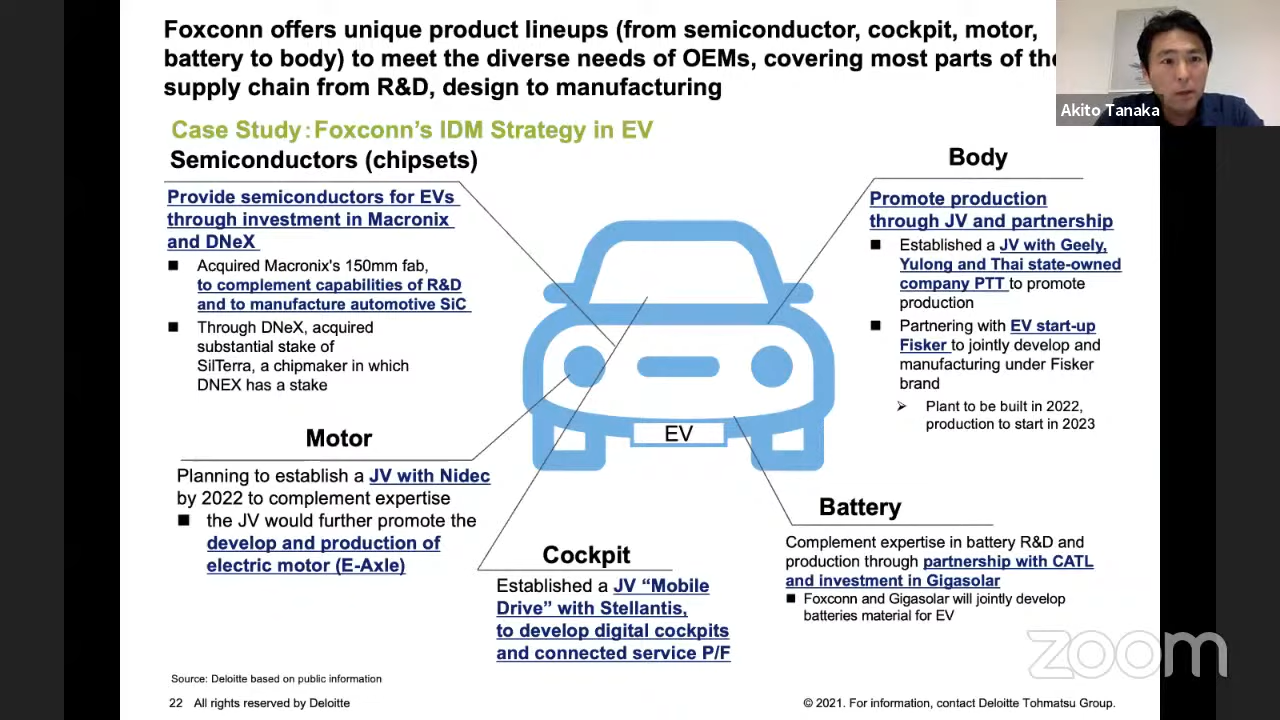 Foxconn offers unique product lineups (from semiconductor, cockpit, motor,
battery to body) to meet the diverse needs of OEMs, covering most parts of the
supply chain from R&D, design to manufacturing
Akito Tanaka
Case Study：Foxconn's IDM Strategy in EV
Semiconductors (chipsets)
Provide semiconductors for EVs
through investment in Macronix
and DNeX
■ Acquired Macronix's 150mm fab,
to complement capabilities of R&D
and to manufacture automotive SiC
■ Through DNeX, acquired
substantial stake of
SilTerra, a chipmaker in which
DNEX has a stake
Body
Promote production
through JV and partnership
■ Established a JV with Geely,
Yulong and Thai state-owned
company PTT to promote
production
■ Partnering with EV start-up
Fisker to jointly develop and
manufacturing under Fisker
brand
➢ Plant to be built in 2022,
production to start in 2023
EV
Motor
Planning to establish a JV with Nidec
by 2022 to complement expertise
■ the JV would further promote the
develop and production of
electric motor (E-Axle)
Cockpit
Established a JV “Mobile
Drive” with Stellantis,
to develop digital cockpits
and connected service P/F
Battery
Complement expertise in battery R&D and
production through partnership with CATL
and investment in Gigasolar
■ Foxconn and Gigasolar will jointly develop
batteries material for EV
zoom
Source: Deloitte based on public information
22 All rights reserved by Deloitte
© 2021. For information, contact Deloitte Tohmatsu Group.